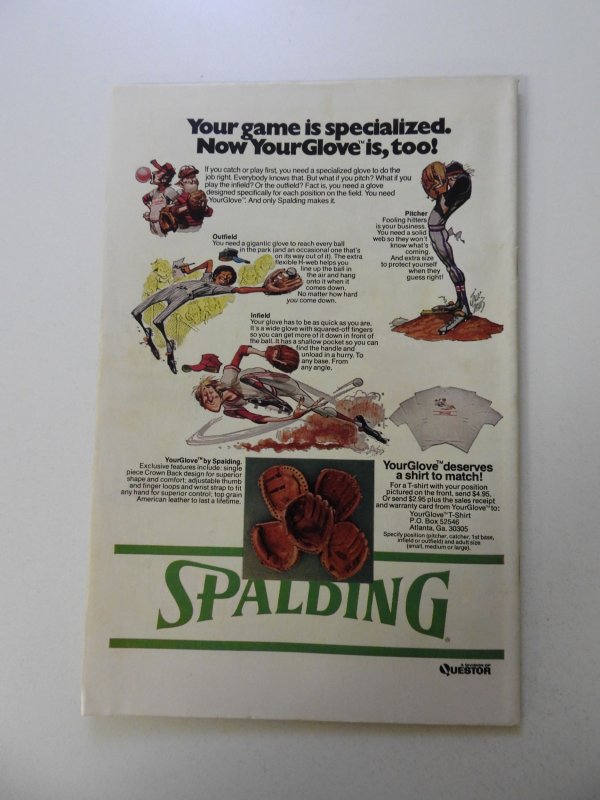 Your game is specialized.
Now YourGlove™ is, too!
If you catch or play first, you need a specialized glove to do the
job right. Everybody knows that. But what if you pitch? What if you
play the infield? Or the outfield? Fact is, you need a glove
designed specifically for each position on the field. You need
YourGlove™. And only Spalding makes it.
Pitcher
Fooling hitters
is your business.
You need a solid
web so they won't
know what's
coming.
And extra size
to protect yourself
when they
guess right!
Outfield
You need a gigantic glove to reach every ball
in the park (and an occasional one that's
on its way out of it). The extra
flexible H-web helps you
line up the ball in
the air and hang
onto it when it
comes down.
No matter how hard
you come down.
Infield
Your glove has to be as quick as you are.
It's a wide glove with squared-off fingers
so you can get more of it down in front of
the ball. It has a shallow pocket so you can
find the handle and
unload in a hurry. To
any base. From
any angle.
YourGlove™ by Spalding.
Exclusive features include: single
piece Crown Back design for superior
shape and comfort; adjustable thumb
and finger loops and wrist strap to fit
any hand for superior control; top grain
American leather to last a lifetime.
YourGlove™ deserves
a shirt to match!
For a T-shirt with your position
pictured on the front, send $4.95.
Or send $2.95 plus the sales receipt
and warranty card from YourGlove™ to:
YourGlove™ T-Shirt
P.O. Box 52546
Atlanta, Ga. 30305
Specify position (pitcher, catcher, 1st base,
infield or outfield) and adult size
(small, medium or large).
SPALDING®
A DIVISION OF
QUESTOR